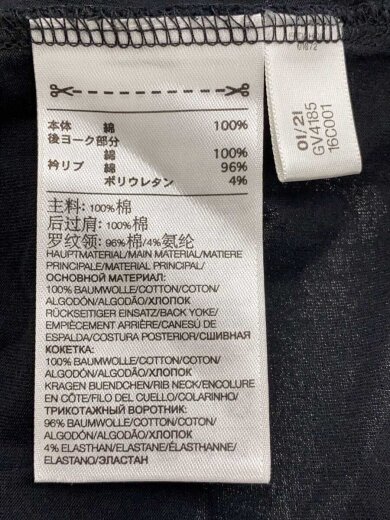 本体 綿 100%
後ヨーク部分
綿 100%
衿リブ 綿 96%
ポリウレタン 4%
主料: 100%棉
后过肩: 100%棉
罗纹领: 96%棉/4%氨纶
HAUPTMATERIAL/MAIN MATERIAL/MATIERE
PRINCIPALE/MATERIAL PRINCIPAL/
ОСНОВНОЙ МАТЕРИАЛ:
100% BAUMWOLLE/COTTON/COTON/
ALGODÓN/ALGODÃO/ХЛОПОК
RÜCKSEITIGER EINSATZ/BACK YOKE/
EMPIÈCEMENT ARRIÈRE/CANESÚ DE
ESPALDA/COSTURA POSTERIOR/СШИВНАЯ
КОКЕТКА:
100% BAUMWOLLE/COTTON/COTON/
ALGODÓN/ALGODÃO/ХЛОПОК
KRAGEN BUENDCHEN/RIB NECK/ENCOLURE
EN CÔTE/FILO DEL CUELLO/COLARINHO/
ТРИКОТАЖНЫЙ ВОРОТНИК:
96% BAUMWOLLE/COTTON/COTON/
ALGODÓN/ALGODÃO/ХЛОПОК
4% ELASTHAN/ELASTANE/ÉLASTHANNE/
ELASTANO/ЭЛАСТАН
01/21
GV4185
16C001